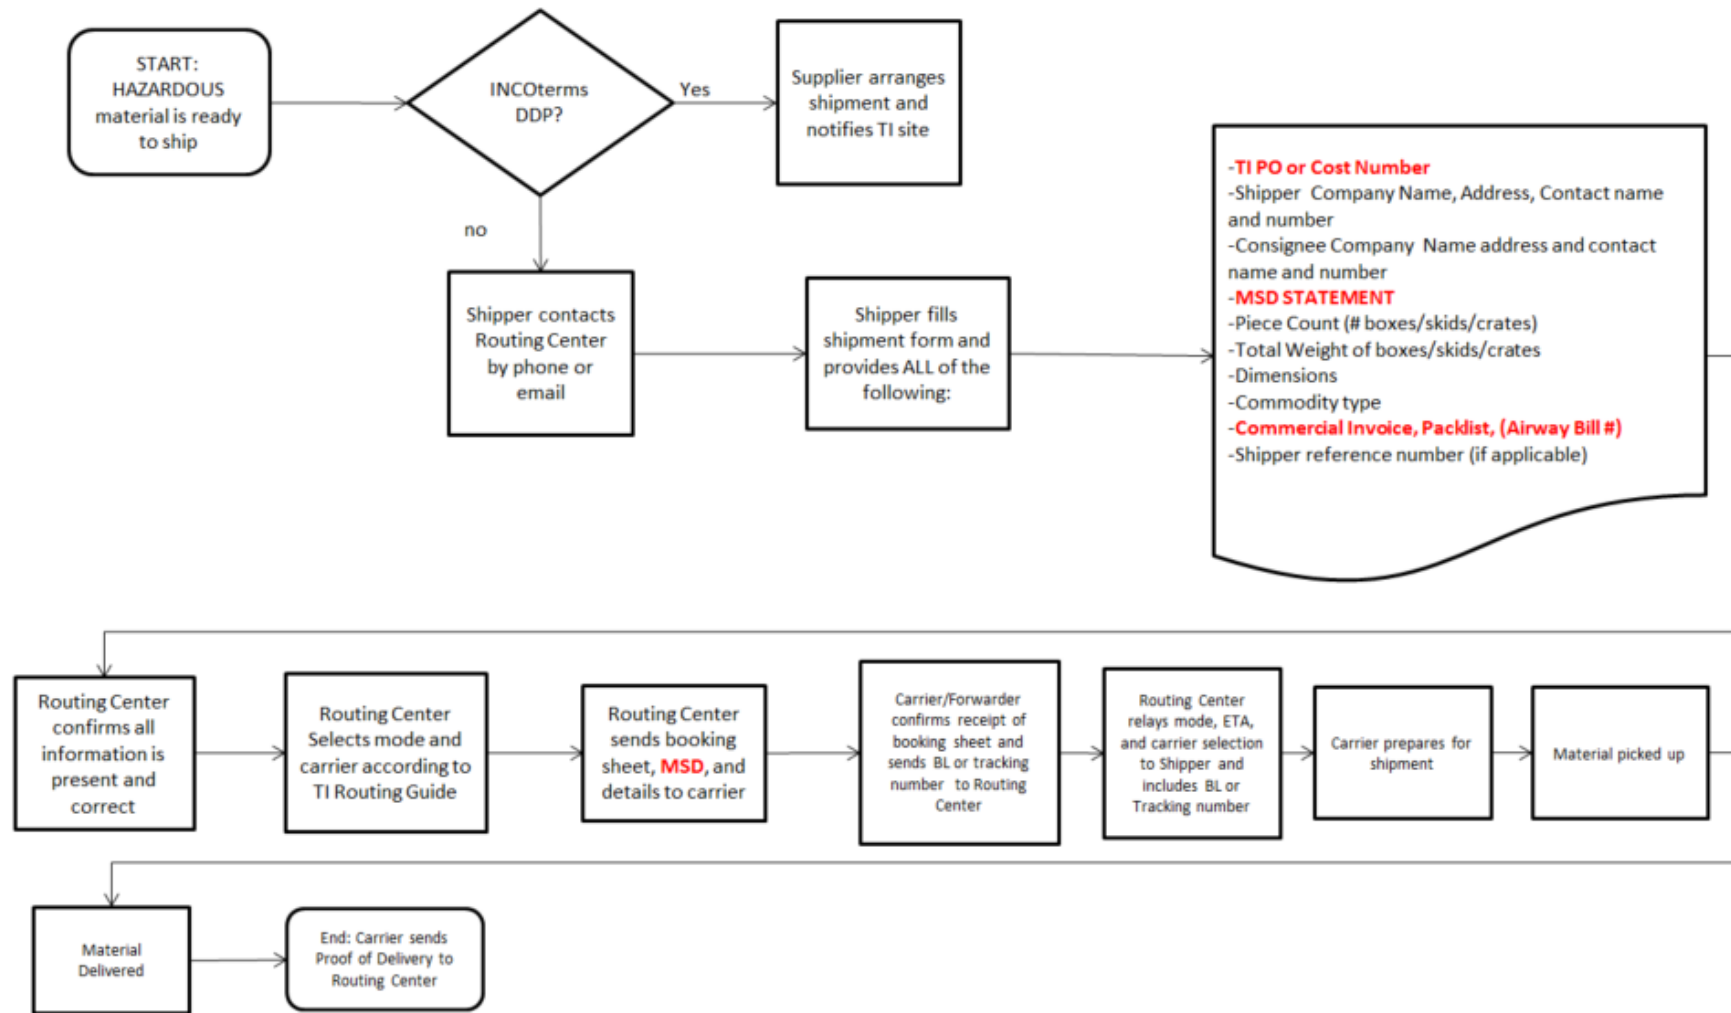 START:
HAZARDOUS
material is ready
to ship
INCOterms
DDP?
Yes
Supplier arranges
shipment and
notifies TI site
no
Shipper contacts
Routing Center
by phone or
email
Shipper fills
shipment form and
provides ALL of the
following:
-TI PO or Cost Number
-Shipper Company Name, Address, Contact name
and number
-Consignee Company Name address and contact
name and number
-MSD STATEMENT
-Piece Count (# boxes/skids/crates)
-Total Weight of boxes/skids/crates
-Dimensions
-Commodity type
-Commercial Invoice, Packlist, (Airway Bill #)
-Shipper reference number (if applicable)
Routing Center
confirms all
information is
present and
correct
Routing Center
Selects mode and
carrier according to
TI Routing Guide
Routing Center
sends booking
sheet, MSD, and
details to carrier
Carrier/Forwarder
confirms receipt of
booking sheet and
sends BL or tracking
number to Routing
Center
Routing Center
relays mode, ETA,
and carrier selection
to Shipper and
includes BL or
Tracking number
Carrier prepares for
shipment
Material picked up
Material
Delivered
End: Carrier sends
Proof of Delivery to
Routing Center